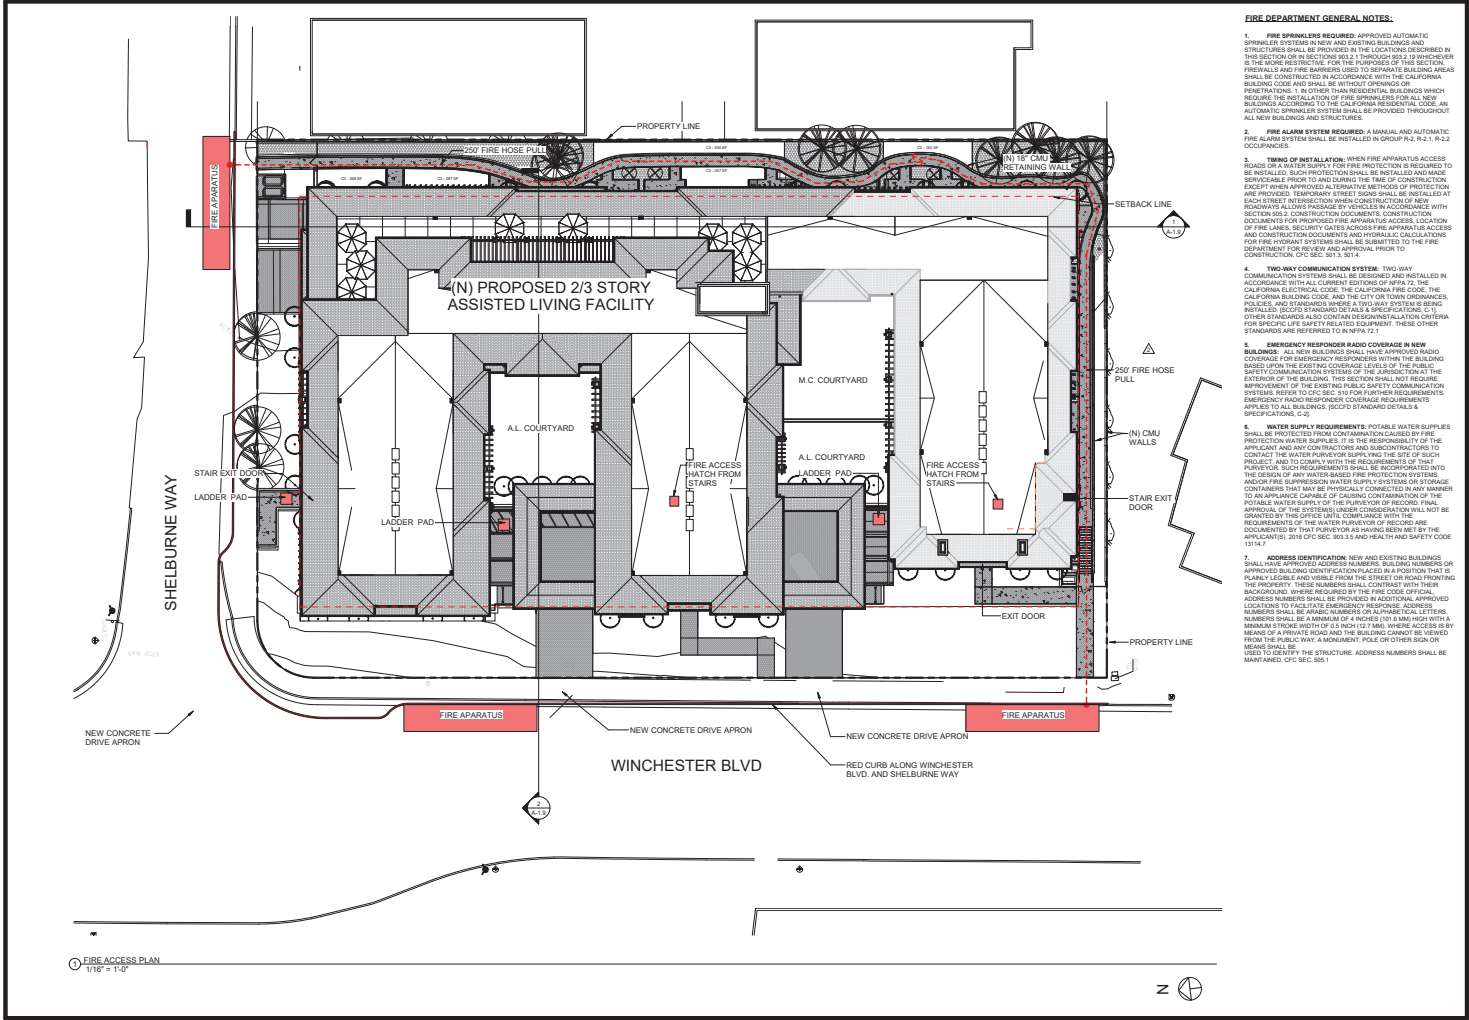 PROPERTY LINE
250' FIRE HOSE PULL
(N) 18" CMU
RETAINING WALL
FIRE APARATUS
SETBACK LINE
1
A-1.9
(N) PROPOSED 2/3 STORY
ASSISTED LIVING FACILITY
2
250' FIRE HOSE
PULL
M.C. COURTYARD
A.L. COURTYARD
(N) CMU
WALLS
A.L. COURTYARD
STAIR EXIT DOOR
LADDER PAD
FIRE ACCESS
HATCH FROM
STAIRS
LADDER PAD
FIRE ACCESS
HATCH FROM
STAIRS
STAIR EXIT
DOOR
LADDER PAD
SHELBURNE WAY
EXIT DOOR
PROPERTY LINE
FIRE APARATUS
FIRE APARATUS
NEW CONCRETE
DRIVE APRON
NEW CONCRETE DRIVE APRON
NEW CONCRETE DRIVE APRON
WINCHESTER BLVD
RED CURB ALONG WINCHESTER
BLVD. AND SHELBURNE WAY
2
A-1.9
1
FIRE ACCESS PLAN
1/16" = 1'-0"
N
FIRE DEPARTMENT GENERAL NOTES:
1. FIRE SPRINKLERS REQUIRED: APPROVED AUTOMATIC
SPRINKLER SYSTEMS IN NEW AND EXISTING BUILDINGS AND
STRUCTURES SHALL BE PROVIDED IN THE LOCATIONS DESCRIBED IN
THIS SECTION OR IN SECTIONS 903.2.1 THROUGH 903.2.19 WHICHEVER
IS THE MORE RESTRICTIVE. FOR THE PURPOSES OF THIS SECTION,
FIREWALLS AND FIRE BARRIERS USED TO SEPARATE BUILDING AREAS
SHALL BE CONSTRUCTED IN ACCORDANCE WITH THE CALIFORNIA
BUILDING CODE AND SHALL BE WITHOUT OPENINGS OR
PENETRATIONS. 1. IN OTHER THAN RESIDENTIAL BUILDINGS WHICH
REQUIRE THE INSTALLATION OF FIRE SPRINKLERS FOR ALL NEW
BUILDINGS ACCORDING TO THE CALIFORNIA RESIDENTIAL CODE, AN
AUTOMATIC SPRINKLER SYSTEM SHALL BE PROVIDED THROUGHOUT
ALL NEW BUILDINGS AND STRUCTURES.
2. FIRE ALARM SYSTEM REQUIRED: A MANUAL AND AUTOMATIC
FIRE ALARM SYSTEM SHALL BE INSTALLED IN GROUP R-2, R-2.1, R-2.2
OCCUPANCIES.
3. TIMING OF INSTALLATION: WHEN FIRE APPARATUS ACCESS
ROADS OR A WATER SUPPLY FOR FIRE PROTECTION IS REQUIRED TO
BE INSTALLED, SUCH PROTECTION SHALL BE INSTALLED AND MADE
SERVICEABLE PRIOR TO AND DURING THE TIME OF CONSTRUCTION
EXCEPT WHEN APPROVED ALTERNATIVE METHODS OF PROTECTION
ARE PROVIDED. TEMPORARY STREET SIGNS SHALL BE INSTALLED AT
EACH STREET INTERSECTION WHEN CONSTRUCTION OF NEW
ROADWAYS ALLOWS PASSAGE BY VEHICLES IN ACCORDANCE WITH
SECTION 505.2. CONSTRUCTION DOCUMENTS. CONSTRUCTION
DOCUMENTS FOR PROPOSED FIRE APPARATUS ACCESS, LOCATION
OF FIRE LANES, SECURITY GATES ACROSS FIRE APPARATUS ACCESS
AND CONSTRUCTION DOCUMENTS AND HYDRAULIC CALCULATIONS
FOR FIRE HYDRANT SYSTEMS SHALL BE SUBMITTED TO THE FIRE
DEPARTMENT FOR REVIEW AND APPROVAL PRIOR TO
CONSTRUCTION. CFC SEC. 501.3, 501.4.
4. TWO-WAY COMMUNICATION SYSTEM: TWO-WAY
COMMUNICATION SYSTEMS SHALL BE DESIGNED AND INSTALLED IN
ACCORDANCE WITH ALL CURRENT EDITIONS OF NFPA 72, THE
CALIFORNIA ELECTRICAL CODE, THE CALIFORNIA FIRE CODE, THE
CALIFORNIA BUILDING CODE, AND THE CITY OR TOWN ORDINANCES,
POLICIES, AND STANDARDS WHERE A TWO-WAY SYSTEM IS BEING
INSTALLED. [SCCFD STANDARD DETAILS & SPECIFICATIONS, C-1].
OTHER STANDARDS ALSO CONTAIN DESIGN/INSTALLATION CRITERIA
FOR SPECIFIC LIFE SAFETY RELATED EQUIPMENT. THESE OTHER
STANDARDS ARE REFERRED TO IN NFPA 72.1
5. EMERGENCY RESPONDER RADIO COVERAGE IN NEW
BUILDINGS: ALL NEW BUILDINGS SHALL HAVE APPROVED RADIO
COVERAGE FOR EMERGENCY RESPONDERS WITHIN THE BUILDING
BASED UPON THE EXISTING COVERAGE LEVELS OF THE PUBLIC
SAFETY COMMUNICATION SYSTEMS OF THE JURISDICTION AT THE
EXTERIOR OF THE BUILDING. THIS SECTION SHALL NOT REQUIRE
IMPROVEMENT OF THE EXISTING PUBLIC SAFETY COMMUNICATION
SYSTEMS. REFER TO CFC SEC. 510 FOR FURTHER REQUIREMENTS.
EMERGENCY RADIO RESPONDER COVERAGE REQUIREMENTS
APPLIES TO ALL BUILDINGS. [SCCFD STANDARD DETAILS &
SPECIFICATIONS, C-2].
6. WATER SUPPLY REQUIREMENTS: POTABLE WATER SUPPLIES
SHALL BE PROTECTED FROM CONTAMINATION CAUSED BY FIRE
PROTECTION WATER SUPPLIES. IT IS THE RESPONSIBILITY OF THE
APPLICANT AND ANY CONTRACTORS AND SUBCONTRACTORS TO
CONTACT THE WATER PURVEYOR SUPPLYING THE SITE OF SUCH
PROJECT, AND TO COMPLY WITH THE REQUIREMENTS OF THAT
PURVEYOR. SUCH REQUIREMENTS SHALL BE INCORPORATED INTO
THE DESIGN OF ANY WATER-BASED FIRE PROTECTION SYSTEMS,
AND/OR FIRE SUPPRESSION WATER SUPPLY SYSTEMS OR STORAGE
CONTAINERS THAT MAY BE PHYSICALLY CONNECTED IN ANY MANNER
TO AN APPLIANCE CAPABLE OF CAUSING CONTAMINATION OF THE
POTABLE WATER SUPPLY OF THE PURVEYOR OF RECORD. FINAL
APPROVAL OF THE SYSTEM(S) UNDER CONSIDERATION WILL NOT BE
GRANTED BY THIS OFFICE UNTIL COMPLIANCE WITH THE
REQUIREMENTS OF THE WATER PURVEYOR OF RECORD ARE
DOCUMENTED BY THAT PURVEYOR AS HAVING BEEN MET BY THE
APPLICANT(S). 2016 CFC SEC. 903.3.5 AND HEALTH AND SAFETY CODE
13114.7.
7. ADDRESS IDENTIFICATION: NEW AND EXISTING BUILDINGS
SHALL HAVE APPROVED ADDRESS NUMBERS, BUILDING NUMBERS OR
APPROVED BUILDING IDENTIFICATION PLACED IN A POSITION THAT IS
PLAINLY LEGIBLE AND VISIBLE FROM THE STREET OR ROAD FRONTING
THE PROPERTY. THESE NUMBERS SHALL CONTRAST WITH THEIR
BACKGROUND. WHERE REQUIRED BY THE FIRE CODE OFFICIAL,
ADDRESS NUMBERS SHALL BE PROVIDED IN ADDITIONAL APPROVED
LOCATIONS TO FACILITATE EMERGENCY RESPONSE. ADDRESS
NUMBERS SHALL BE ARABIC NUMBERS OR ALPHABETICAL LETTERS.
NUMBERS SHALL BE A MINIMUM OF 4 INCHES (101.6 MM) HIGH WITH A
MINIMUM STROKE WIDTH OF 0.5 INCH (12.7 MM). WHERE ACCESS IS BY
MEANS OF A PRIVATE ROAD AND THE BUILDING CANNOT BE VIEWED
FROM THE PUBLIC WAY, A MONUMENT, POLE OR OTHER SIGN OR
MEANS SHALL BE
USED TO IDENTIFY THE STRUCTURE. ADDRESS NUMBERS SHALL BE
MAINTAINED. CFC SEC. 505.1